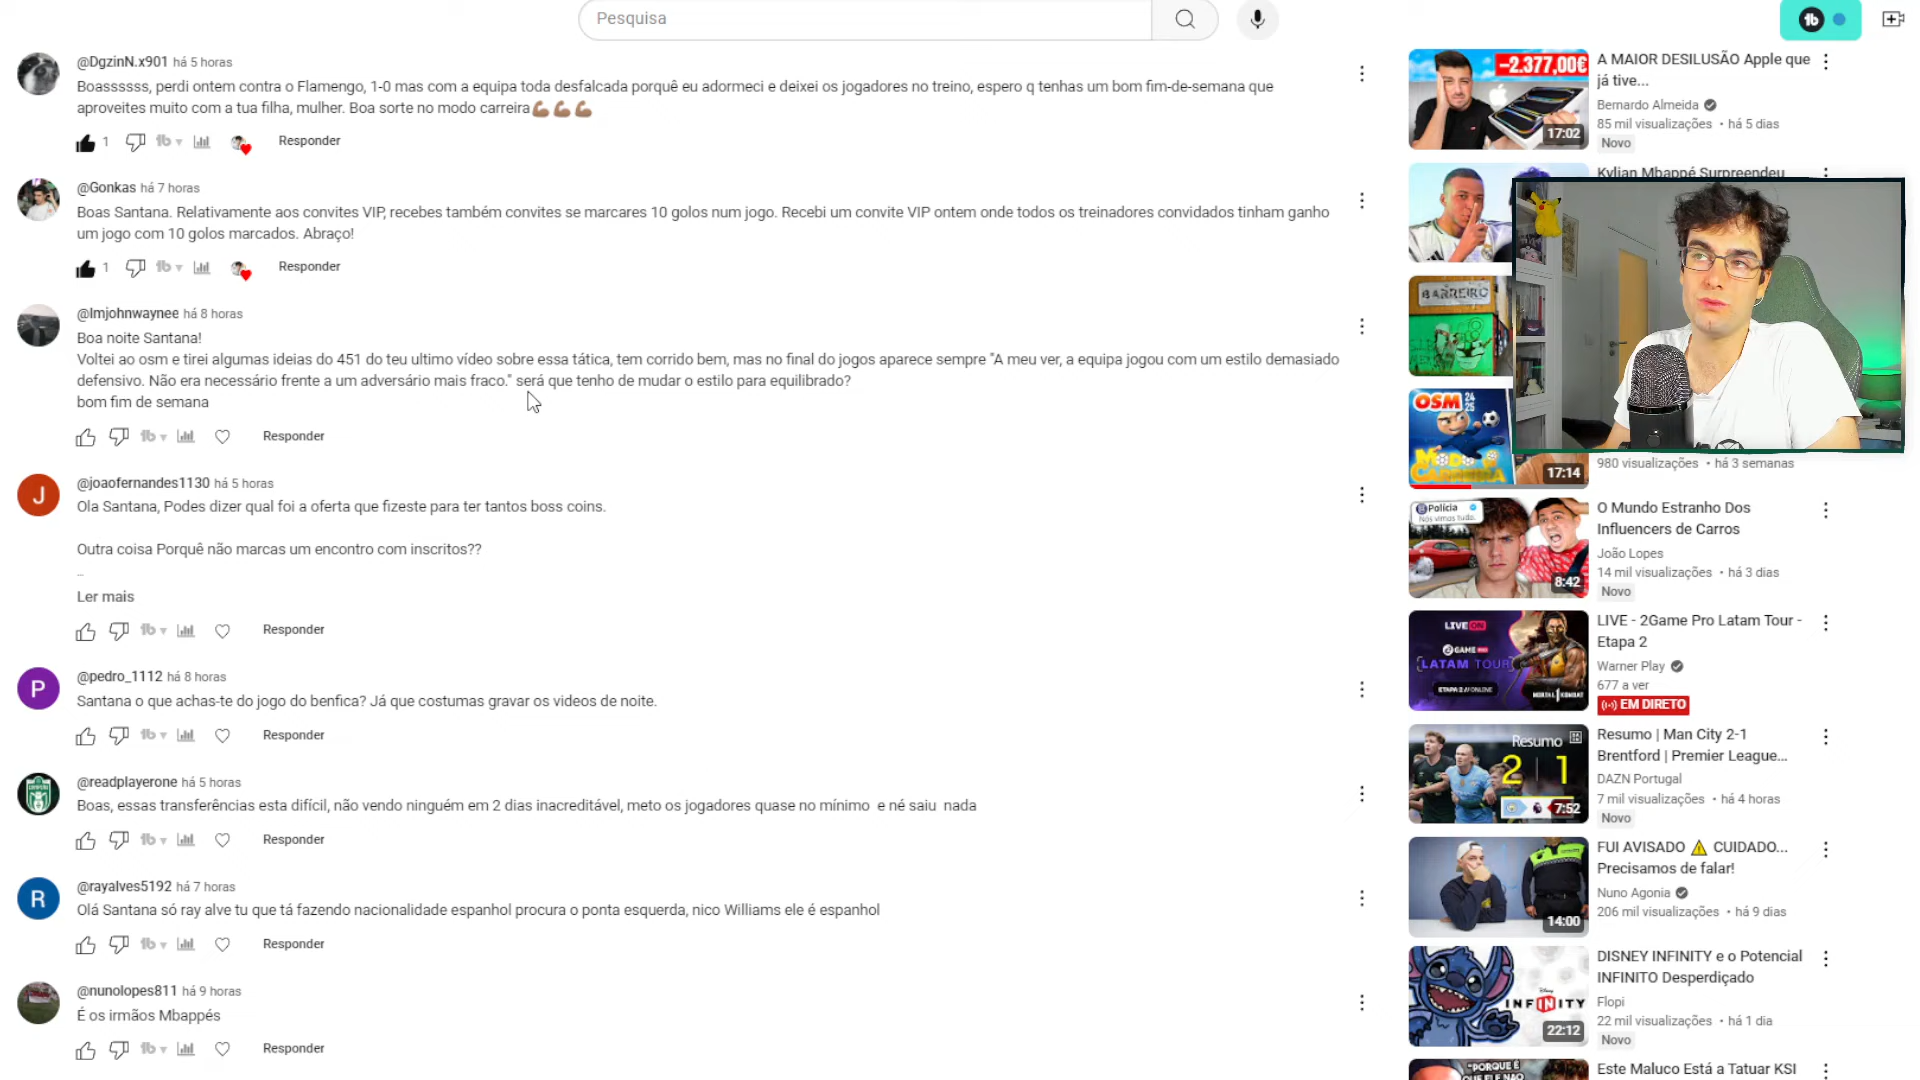 Pesquisa
@DgzinN.x901 há 5 horas
Boassssss, perdi ontem contra o Flamengo, 1-0 mas com a equipa toda desfalcada porquê eu adormeci e deixei os jogadores no treino, espero q tenhas um bom fim-de-semana que
aproveites muito com a tua filha, mulher. Boa sorte no modo carreira💪🏽💪🏽💪🏽
1
Responder
@Gonkas há 7 horas
Boas Santana. Relativamente aos convites VIP, recebes também convites se marcares 10 golos num jogo. Recebi um convite VIP ontem onde todos os treinadores convidados tinham ganho
um jogo com 10 golos marcados. Abraço!
1
Responder
@lmjohnwaynee há 8 horas
Boa noite Santana!
Voltei ao osm e tirei algumas ideias do 451 do teu ultimo vídeo sobre essa tática, tem corrido bem, mas no final do jogos aparece sempre "A meu ver, a equipa jogou com um estilo demasiado
defensivo. Não era necessário frente a um adversário mais fraco." será que tenho de mudar o estilo para equilibrado?
bom fim de semana
Responder
J
@joaofernandes1130 há 5 horas
Ola Santana, Podes dizer qual foi a oferta que fizeste para ter tantos boss coins.
Outra coisa Porquê não marcas um encontro com inscritos??
...
Ler mais
Responder
P
@pedro_1112 há 8 horas
Santana o que achas-te do jogo do benfica? Já que costumas gravar os videos de noite.
Responder
@readplayerone há 5 horas
Boas, essas transferências esta difícil, não vendo ninguém em 2 dias inacreditável, meto os jogadores quase no mínimo e né saiu nada
Responder
R
@rayalves5192 há 7 horas
Olá Santana só ray alve tu que tá fazendo nacionalidade espanhol procura o ponta esquerda, nico Williams ele é espanhol
Responder
@nunolopes811 há 9 horas
É os irmãos Mbappés
Responder
-2.377,00€
17:02
A MAIOR DESILUSÃO Apple que
já tive...
Bernardo Almeida
85 mil visualizações • há 5 dias
Novo
Kylian Mbappé Surpreendeu
BARREIRO
OSM 24 25
17:14
980 visualizações • há 3 semanas
Polícia
Nós vimos tudo.
8:42
O Mundo Estranho Dos
Influencers de Carros
João Lopes
14 mil visualizações • há 3 dias
Novo
LIVE ON
GAME
LATAM TOUR
ETAPA 2 // ONLINE
MORTAL KOMBAT
LIVE - 2Game Pro Latam Tour -
Etapa 2
Warner Play
677 a ver
EM DIRETO
Resumo
2 1
7:52
Resumo | Man City 2-1
Brentford | Premier League...
DAZN Portugal
7 mil visualizações • há 4 horas
Novo
14:00
FUI AVISADO ⚠️ CUIDADO...
Precisamos de falar!
Nuno Agonia
206 mil visualizações • há 9 dias
Disney
INFINITY
22:12
DISNEY INFINITY e o Potencial
INFINITO Desperdiçado
Flopi
22 mil visualizações • há 1 dia
Novo
"PORQUE É
QUE ELE NÃO
Este Maluco Está a Tatuar KSI